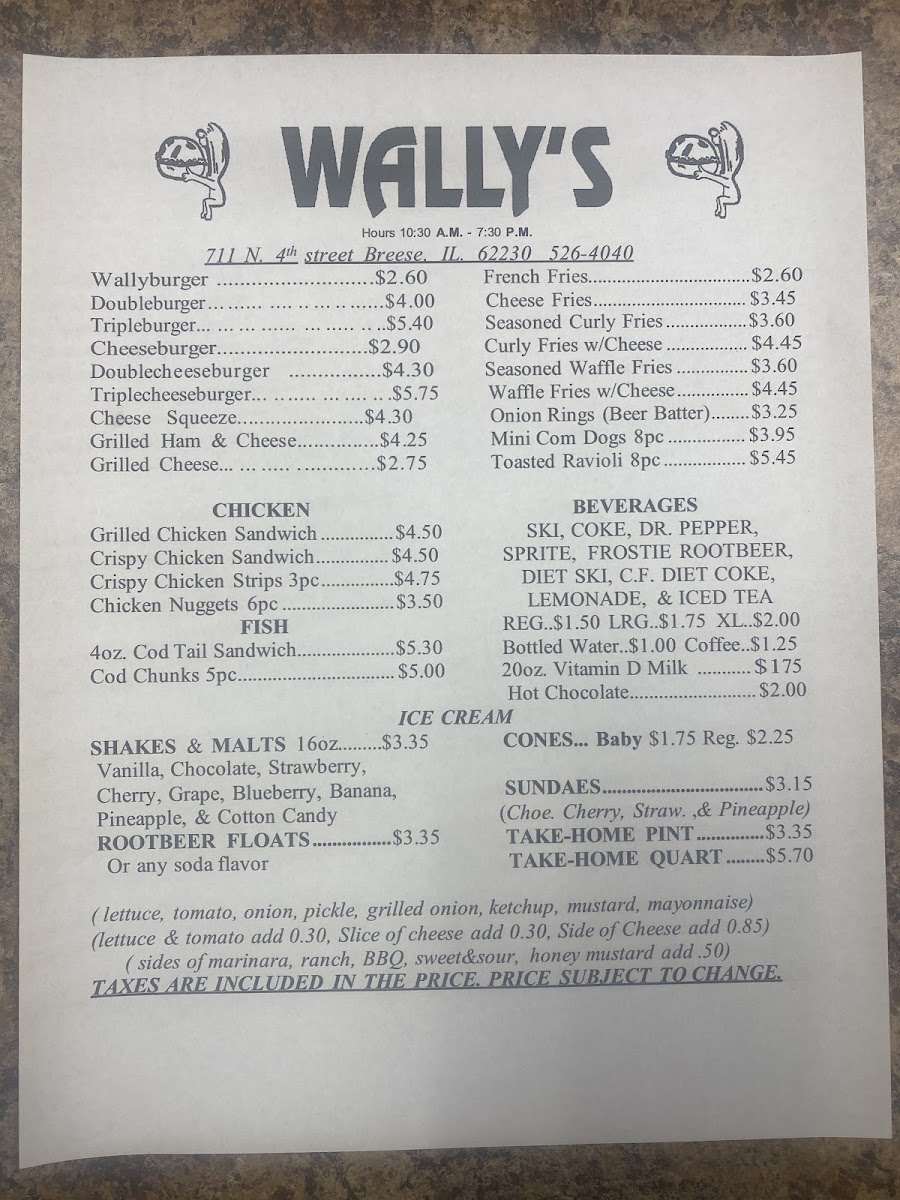 WALLY'S
Hours 10:30 A.M. - 7:30 P.M.
711 N. 4th street Breese. IL. 62230 526-4040
Wallyburger ............................$2.60
Doubleburger......... ..... .. ... .. .....$4.00
Tripleburger... ... ... ...... ... ..... .. ..$5.40
Cheeseburger...........................$2.90
Doublecheeseburger ................$4.30
Triplecheeseburger... .. ..... ... .... ...$5.75
Cheese Squeeze.......................$4.30
Grilled Ham & Cheese..............$4.25
Grilled Cheese... ... ..... .. ............$2.75
French Fries...................................$2.60
Cheese Fries.................................$3.45
Seasoned Curly Fries.................$3.60
Curly Fries w/Cheese .................$4.45
Seasoned Waffle Fries ...............$3.60
Waffle Fries w/Cheese................$4.45
Onion Rings (Beer Batter)........$3.25
Mini Com Dogs 8pc .................$3.95
Toasted Ravioli 8pc ..................$5.45
CHICKEN
Grilled Chicken Sandwich .............$4.50
Crispy Chicken Sandwich..............$4.50
Crispy Chicken Strips 3pc.............$4.75
Chicken Nuggets 6pc ....................$3.50
FISH
4oz. Cod Tail Sandwich......................$5.30
Cod Chunks 5pc.................................$5.00
BEVERAGES
SKI, COKE, DR. PEPPER,
SPRITE, FROSTIE ROOTBEER,
DIET SKI, C.F. DIET COKE,
LEMONADE, & ICED TEA
REG..$1.50 LRG..$1.75 XL..$2.00
Bottled Water..$1.00 Coffee..$1.25
20oz. Vitamin D Milk ...........$175
Hot Chocolate...........................$2.00
ICE CREAM
SHAKES & MALTS 16oz.........$3.35
Vanilla, Chocolate, Strawberry,
Cherry, Grape, Blueberry, Banana,
Pineapple, & Cotton Candy
ROOTBEER FLOATS.................$3.35
Or any soda flavor
CONES... Baby $1.75 Reg. $2.25
SUNDAES..................................$3.15
(Choe. Cherry, Straw. ,& Pineapple)
TAKE-HOME PINT..............$3.35
TAKE-HOME QUART........$5.70
( lettuce, tomato, onion, pickle, grilled onion, ketchup, mustard, mayonnaise)
(lettuce & tomato add 0.30, Slice of cheese add 0.30, Side of Cheese add 0.85)
( sides of marinara, ranch, BBQ, sweet&sour, honey mustard add .50)
TAXES ARE INCLUDED IN THE PRICE. PRICE SUBJECT TO CHANGE.